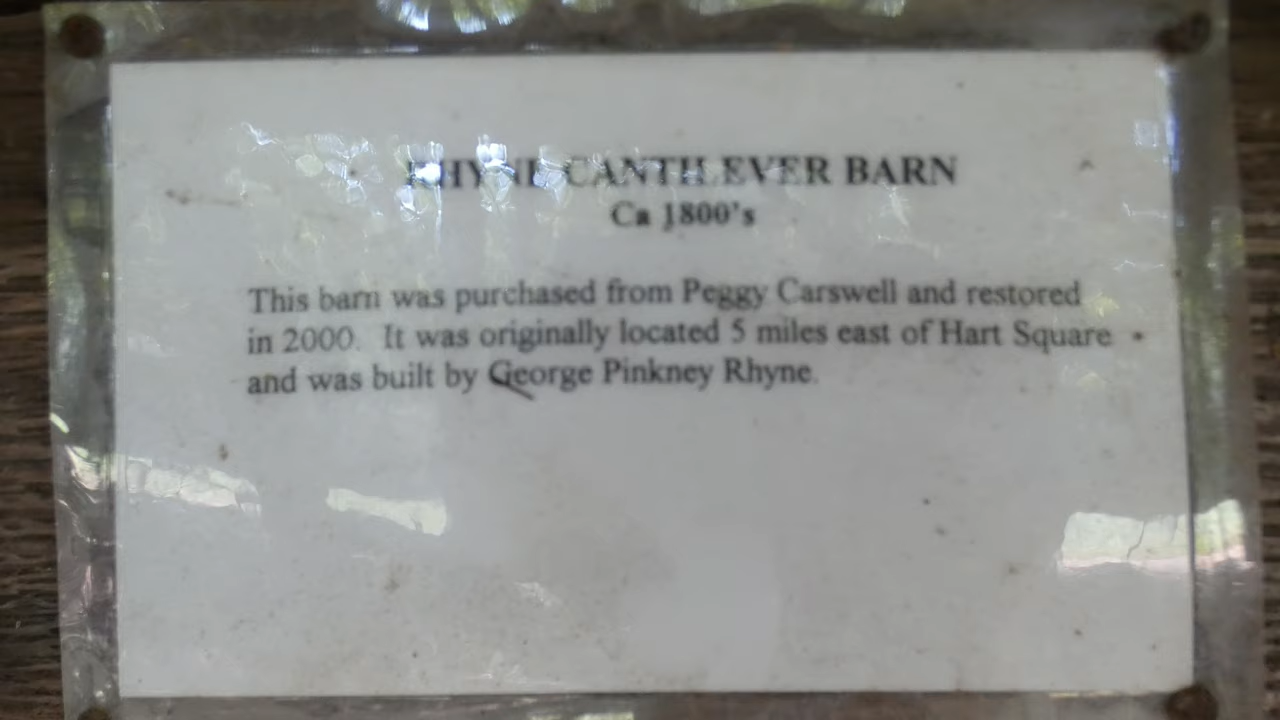 RHYNE CANTILEVER BARN
Ca 1800's
This barn was purchased from Peggy Carswell and restored
in 2000. It was originally located 5 miles east of Hart Square
and was built by George Pinkney Rhyne.